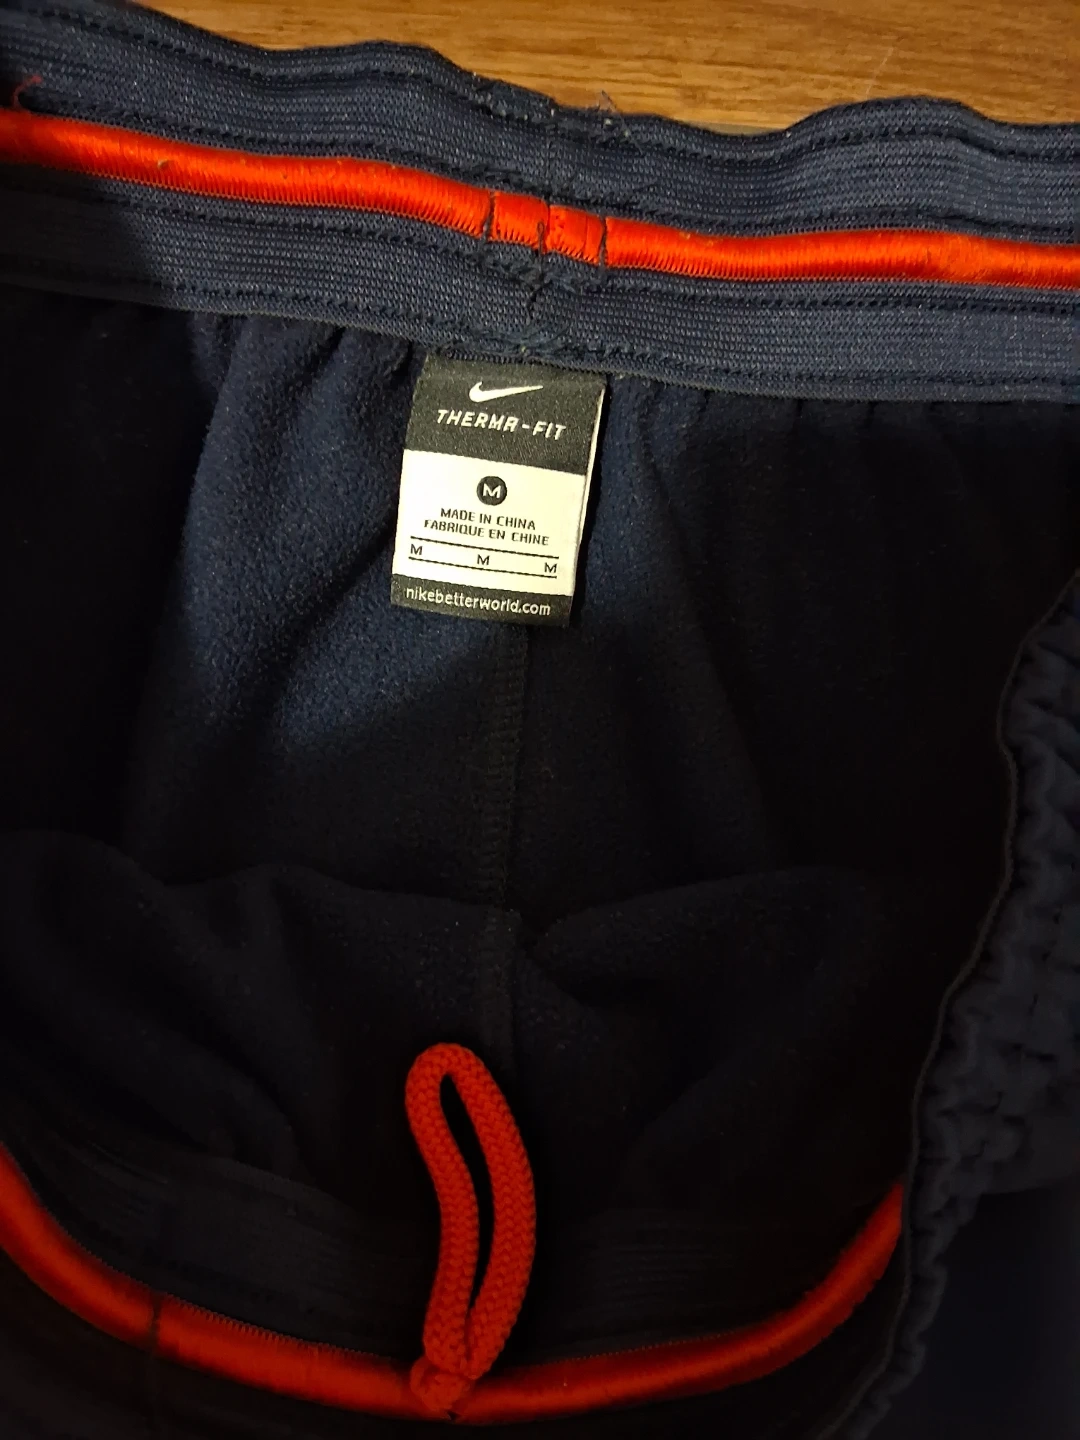 THERMA-FIT
M
MADE IN CHINA
FABRIQUE EN CHINE
M M M
nikebetterworld.com